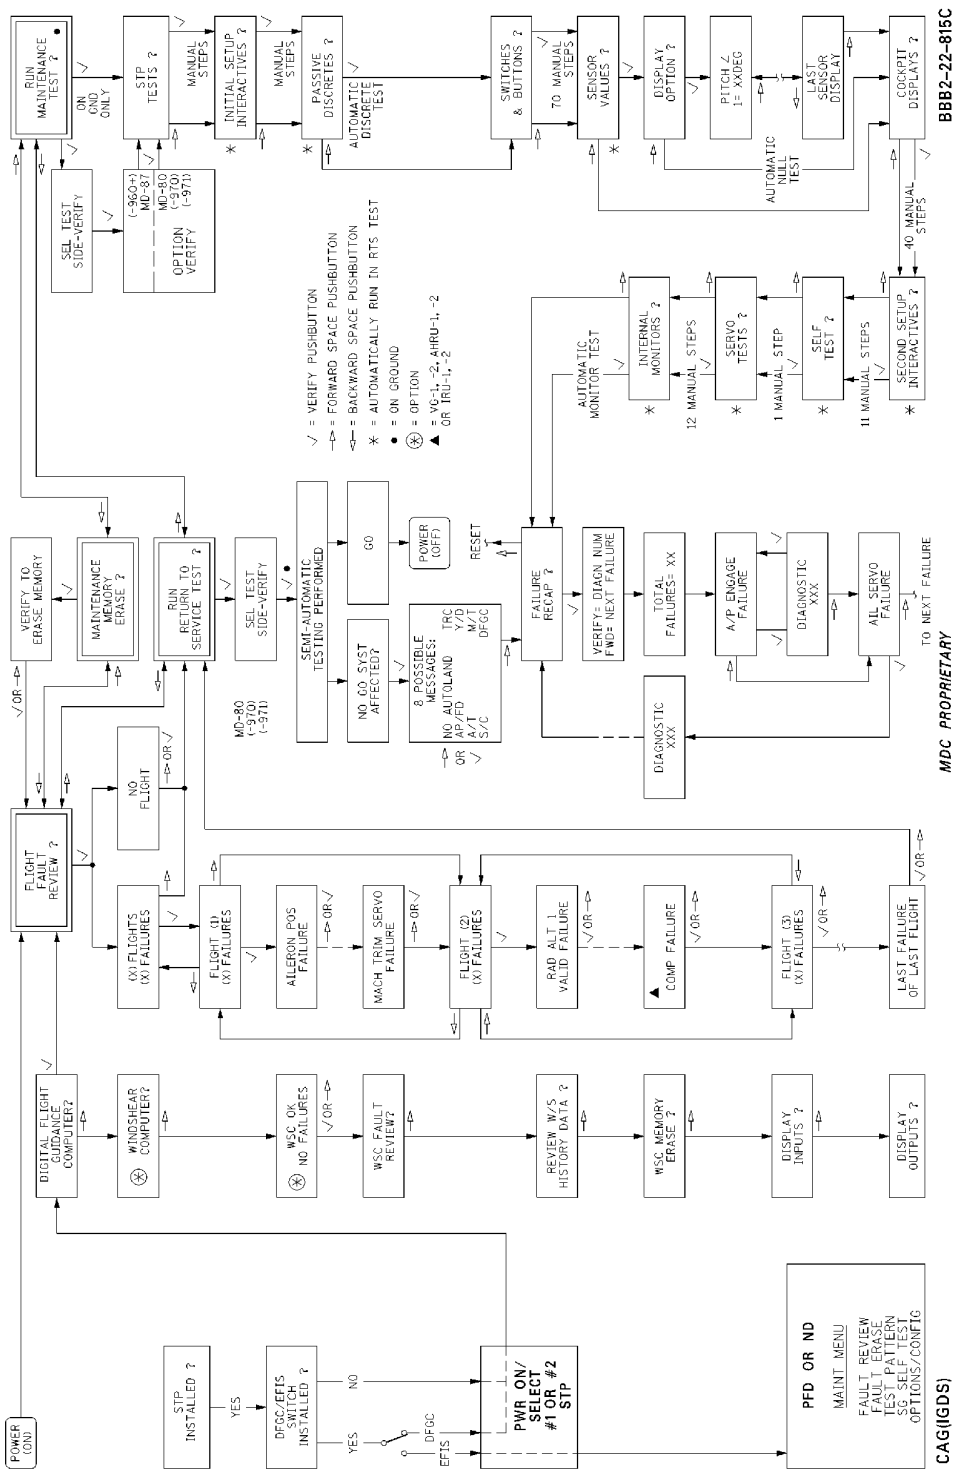 POWER
(ON)
STP
INSTALLED ?
YES
DFGC/EFIS
SWITCH
INSTALLED ?
YES
NO
EFIS
DFGC
PWR ON/
SELECT
#1 OR #2
STP
PFD OR ND
MAINT MENU
FAULT REVIEW
FAULT ERASE
TEST PATTERN
SG SELF TEST
OPTIONS/CONFIG
CAG(IGDS)
DIGITAL FLIGHT
GUIDANCE
COMPUTER?
WINDSHEAR
COMPUTER?
WSC OK
NO FAILURES
√OR
WSC FAULT
REVIEW?
REVIEW W/S
HISTORY DATA ?
WSC MEMORY
ERASE ?
DISPLAY
INPUTS ?
DISPLAY
OUTPUTS ?
FLIGHT
FAULT
REVIEW ?
(X) FLIGHTS
(X) FAILURES
NO
FLIGHT
OR √
FLIGHT (1)
(X) FAILURES
AILERON POS
FAILURE
OR √
MACH TRIM SERVO
FAILURE
OR √
FLIGHT (2)
(X) FAILURES
RAD ALT 1
VALID FAILURE
√OR
▲ COMP FAILURE
√OR
FLIGHT (3)
(X) FAILURES
√OR
LAST FAILURE
OF LAST FLIGHT
√OR
VERIFY TO
ERASE MEMORY
√OR
MAINTENANCE
MEMORY
ERASE ?
RUN
RETURN TO
SERVICE TEST ?
MD-80
(-970)
(-971)
SEL TEST
SIDE-VERIFY
SEMI-AUTOMATIC
TESTING PERFORMED
NO GO SYST
AFFECTED?
GO
8 POSSIBLE
MESSAGES:
NO AUTOLAND TRC
AP/FD Y/D
A/T M/T
S/C DFGC
OR
√
POWER
(OFF)
RESET
FAILURE
RECAP ?
VERIFY= DIAGN NUM
FWD= NEXT FAILURE
TOTAL
FAILURES= XX
A/P ENGAGE
FAILURE
DIAGNOSTIC
XXX
AIL SERVO
FAILURE
TO NEXT FAILURE
DIAGNOSTIC
XXX
MDC PROPRIETARY
RUN
MAINTENANCE
TEST ? ●
ON
GND
ONLY
SEL TEST
SIDE-VERIFY
(-960+)
MD-87
MD-80
(-970)
(-971)
OPTION
VERIFY
STP
TESTS ?
MANUAL
STEPS
INITIAL SETUP
INTERACTIVES ?
MANUAL
STEPS
PASSIVE
DISCRETES ?
AUTOMATIC
DISCRETE
TEST
SWITCHES
& BUTTONS ?
70 MANUAL
STEPS
SENSOR
VALUES ?
DISPLAY
OPTION ?
PITCH ∠
1= XXDEG
LAST
SENSOR
DISPLAY
AUTOMATIC
NULL
TEST
COCKPIT
DISPLAYS ?
40 MANUAL
STEPS
SECOND SETUP
INTERACTIVES ?
11 MANUAL STEPS
SELF
TEST ?
1 MANUAL STEP
SERVO
TESTS ?
12 MANUAL STEPS
INTERNAL
MONITORS ?
AUTOMATIC
MONITOR TEST
√ = VERIFY PUSHBUTTON
= FORWARD SPACE PUSHBUTTON
= BACKWARD SPACE PUSHBUTTON
* = AUTOMATICALLY RUN IN RTS TEST
● = ON GROUND
= OPTION
▲ = VG-1, -2, AHRU-1, -2
OR IRU-1, -2
BBB2-22-815C